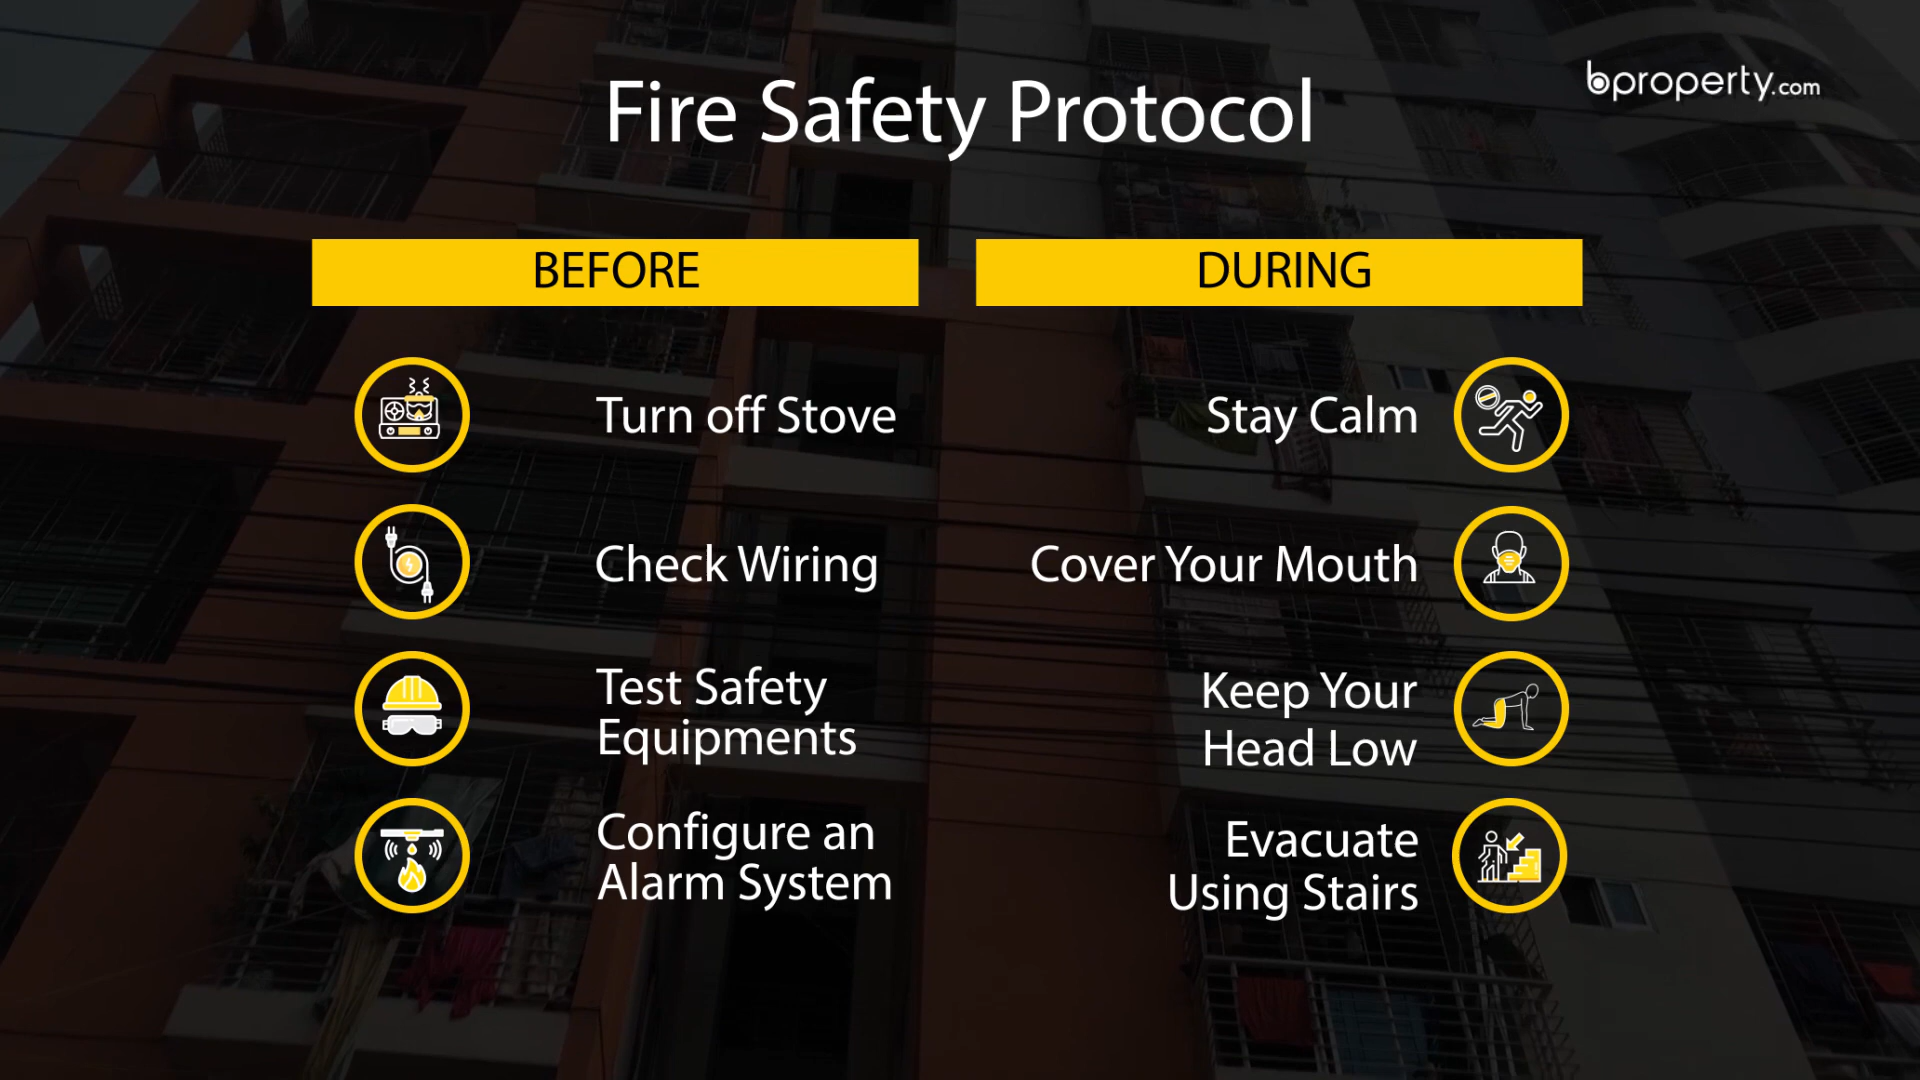 Fire Safety Protocol
bproperty.com
BEFORE
Turn off Stove
Check Wiring
Test Safety
Equipments
Configure an
Alarm System
DURING
Stay Calm
Cover Your Mouth
Keep Your
Head Low
Evacuate
Using Stairs